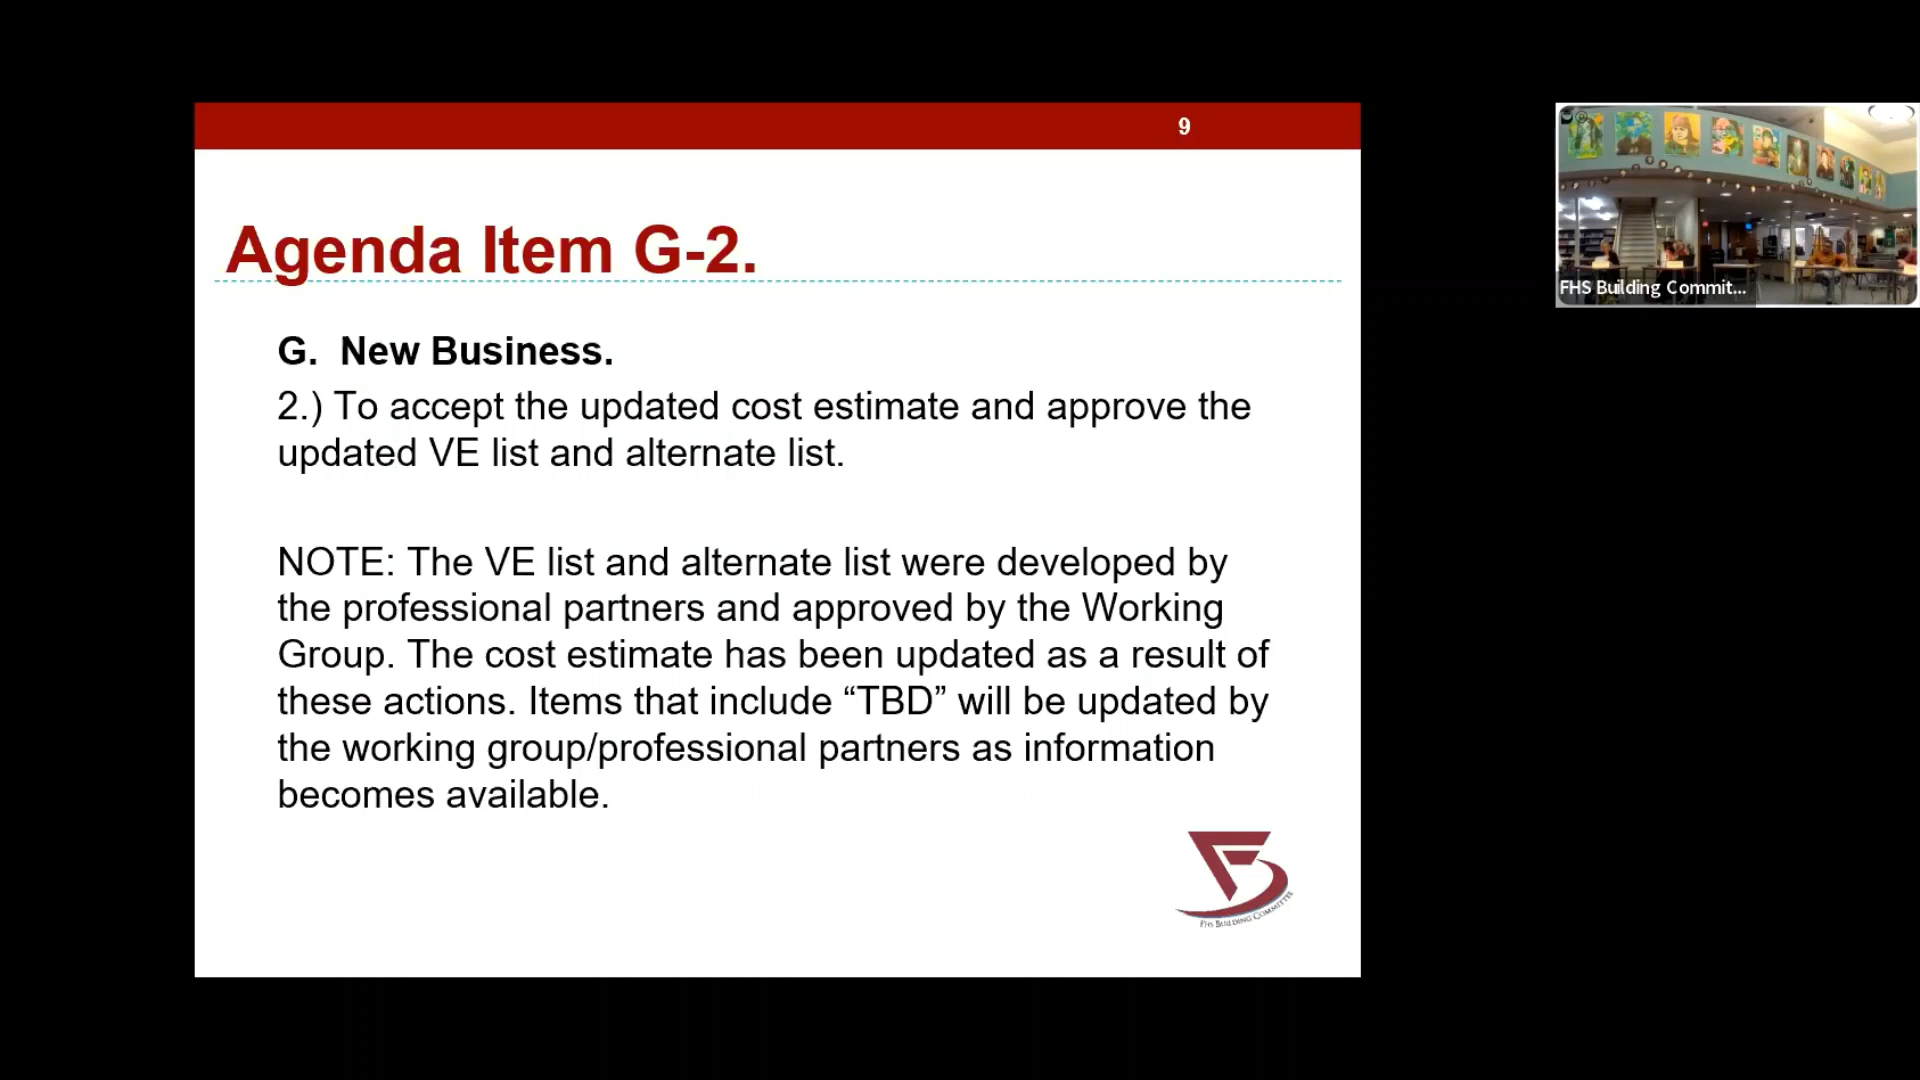 9
Agenda Item G-2.
G. New Business.
2.) To accept the updated cost estimate and approve the
updated VE list and alternate list.
NOTE: The VE list and alternate list were developed by
the professional partners and approved by the Working
Group. The cost estimate has been updated as a result of
these actions. Items that include “TBD” will be updated by
the working group/professional partners as information
becomes available.
FHS BUILDING COMMITTEE
FHS Building Commit...